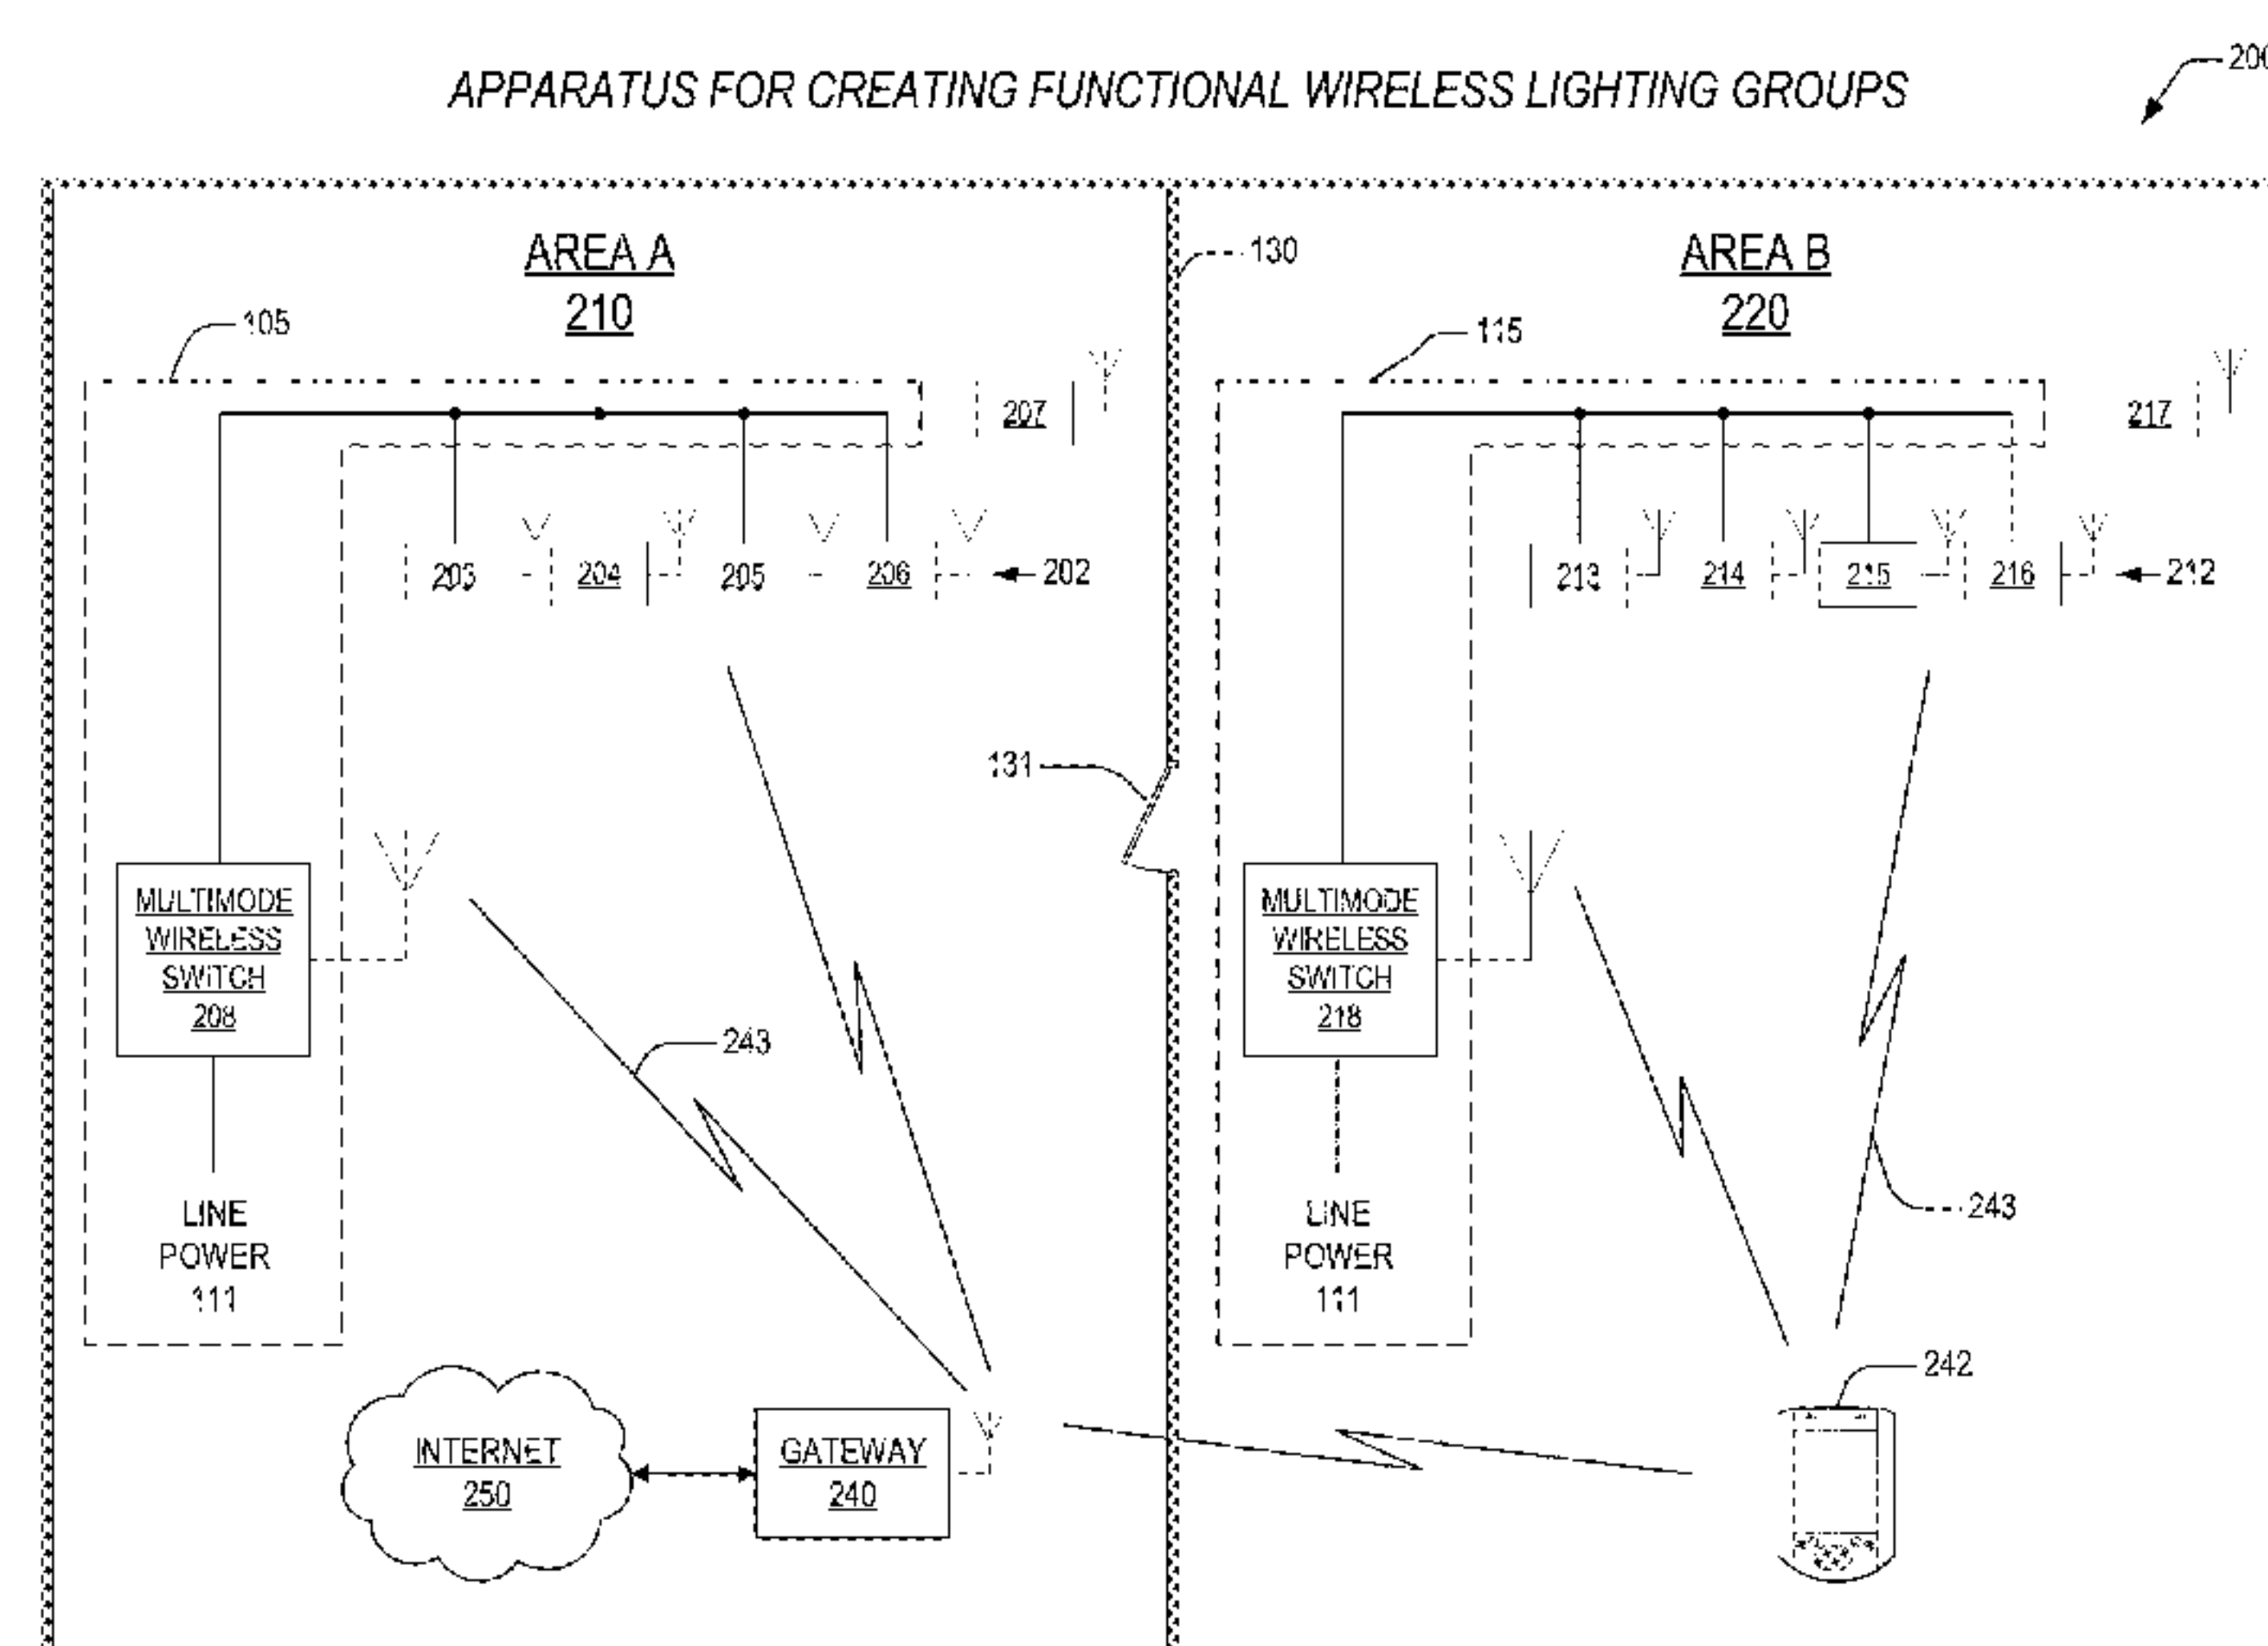 APPARATUS FOR CREATING FUNCTIONAL WIRELESS LIGHTING GROUPS
AREA A
210
105
207
203
204
205
206
202
130
131
AREA B
220
115
217
213
214
215
216
212
MULTIMODE
WIRELESS
SWITCH
208
LINE
POWER
111
243
MULTIMODE
WIRELESS
SWITCH
218
LINE
POWER
111
243
242
INTERNET
250
GATEWAY
240